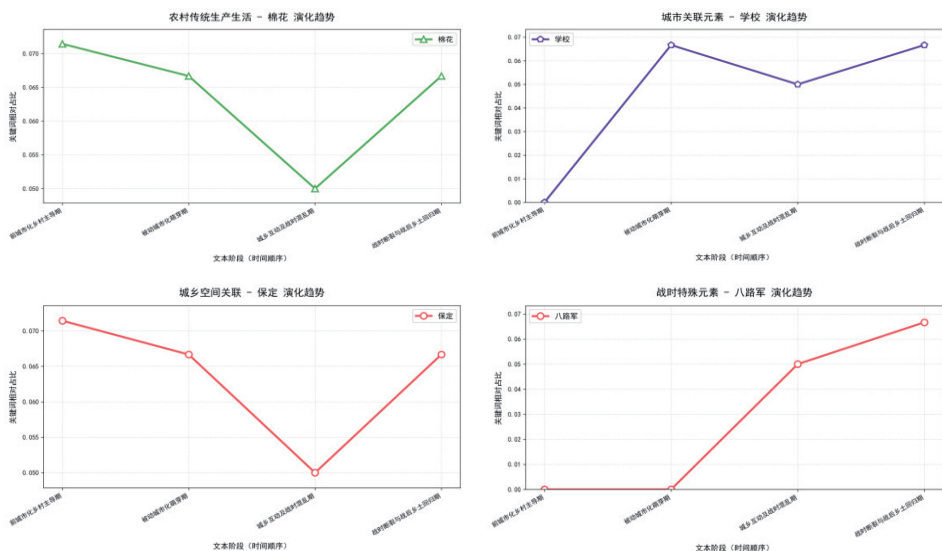 农村传统生产生活 - 棉花 演化趋势
棉花
关键词相对占比
0.070
0.065
0.060
0.055
0.050
前城市化乡村主导期
被动城市化萌芽期
城乡互动及战时混乱期
战时断裂与战后乡土回归期
文本阶段（时间顺序）
城市关联元素 - 学校 演化趋势
学校
关键词相对占比
0.07
0.06
0.05
0.04
0.03
0.02
0.01
0.00
前城市化乡村主导期
被动城市化萌芽期
城乡互动及战时混乱期
战时断裂与战后乡土回归期
文本阶段（时间顺序）
城乡空间关联 - 保定 演化趋势
保定
关键词相对占比
0.070
0.065
0.060
0.055
0.050
前城市化乡村主导期
被动城市化萌芽期
城乡互动及战时混乱期
战时断裂与战后乡土回归期
文本阶段（时间顺序）
战时特殊元素 - 八路军 演化趋势
八路军
关键词相对占比
0.07
0.06
0.05
0.04
0.03
0.02
0.01
0.00
前城市化乡村主导期
被动城市化萌芽期
城乡互动及战时混乱期
战时断裂与战后乡土回归期
文本阶段（时间顺序）